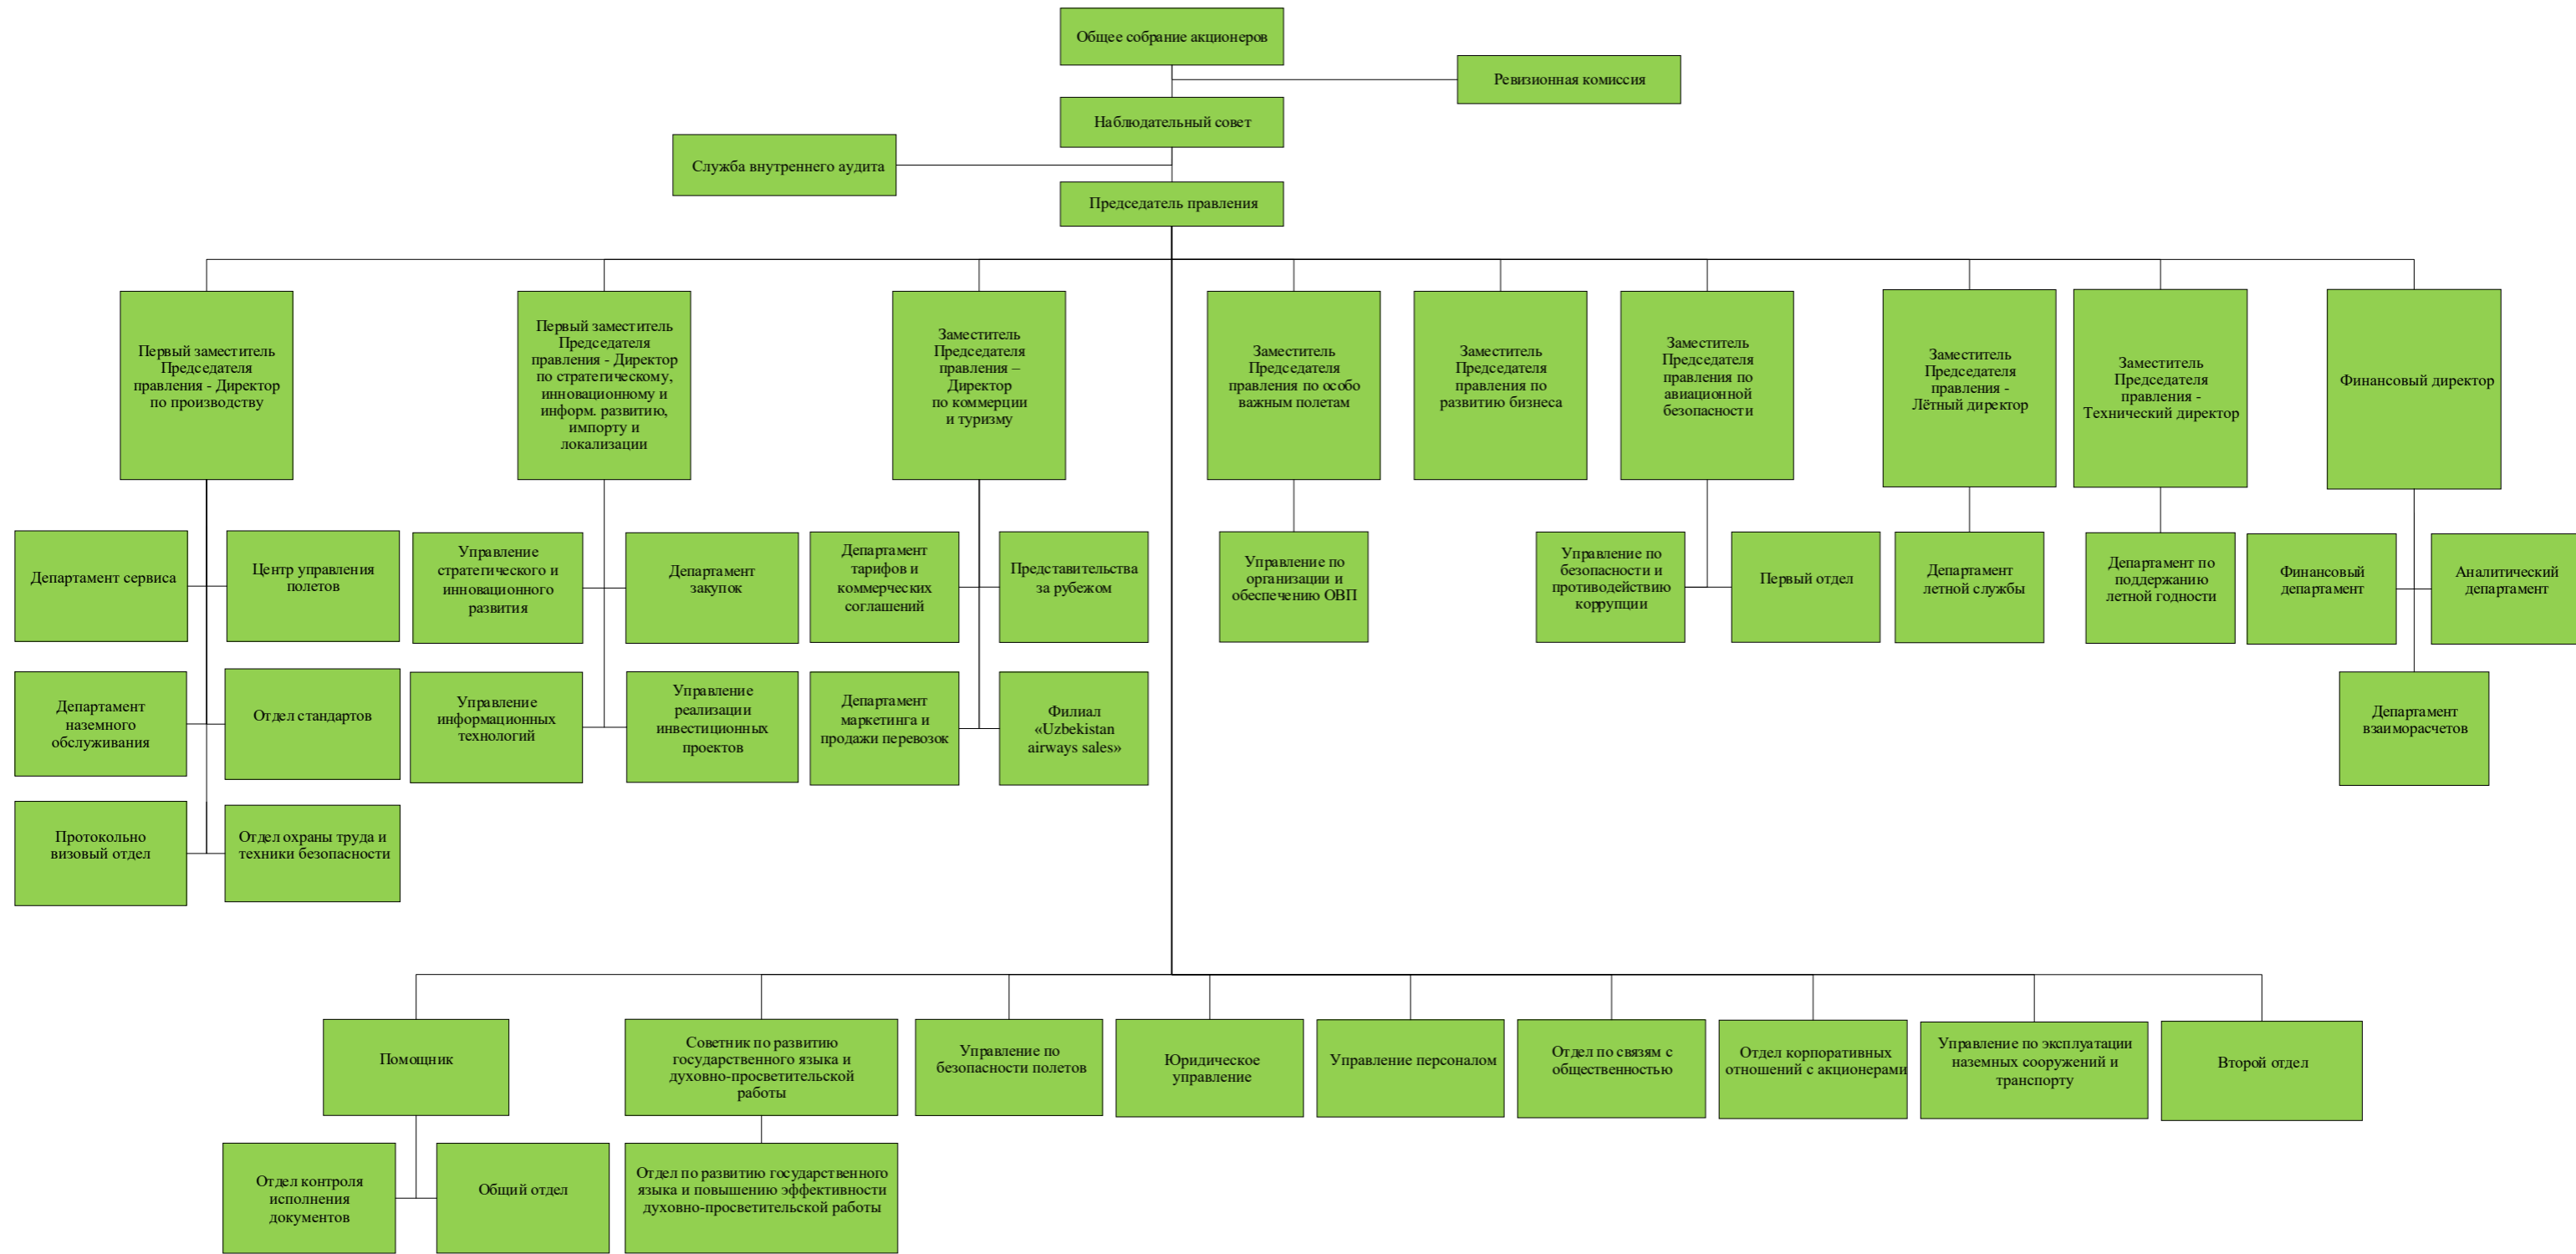 Общее собрание акционеров
Ревизионная комиссия
Наблюдательный совет
Служба внутреннего аудита
Председатель правления
Первый заместитель
Председателя
правления - Директор
по производству
Первый заместитель
Председателя
правления - Директор
по стратегическому,
инновационному и
информ. развитию,
импорту и
локализации
Заместитель
Председателя
правления –
Директор
по коммерции
и туризму
Заместитель
Председателя
правления по особо
важным полетам
Заместитель
Председателя
правления по
развитию бизнеса
Заместитель
Председателя
правления по
авиационной
безопасности
Заместитель
Председателя
правления -
Лётный директор
Заместитель
Председателя
правления -
Технический директор
Финансовый директор
Департамент сервиса
Центр управления
полетов
Управление
стратегического и
инновационного
развития
Департамент
закупок
Департамент
тарифов и
коммерческих
соглашений
Представительства
за рубежом
Управление по
организации и
обеспечению ОВП
Управление по
безопасности и
противодействию
коррупции
Первый отдел
Департамент
летной службы
Департамент по
поддержанию
летной годности
Финансовый
департамент
Аналитический
департамент
Департамент
наземного
обслуживания
Отдел стандартов
Управление
информационных
технологий
Управление
реализации
инвестиционных
проектов
Департамент
маркетинга и
продажи перевозок
Филиал
«Uzbekistan
airways sales»
Департамент
взаиморасчетов
Протокольно
визовый отдел
Отдел охраны труда и
техники безопасности
Помощник
Советник по развитию
государственного языка и
духовно-просветительской
работы
Управление по
безопасности полетов
Юридическое
управление
Управление персоналом
Отдел по связям с
общественностью
Отдел корпоративных
отношений с акционерами
Управление по эксплуатации
наземных сооружений и
транспорту
Второй отдел
Отдел контроля
исполнения
документов
Общий отдел
Отдел по развитию государственного
языка и повышению эффективности
духовно-просветительской работы